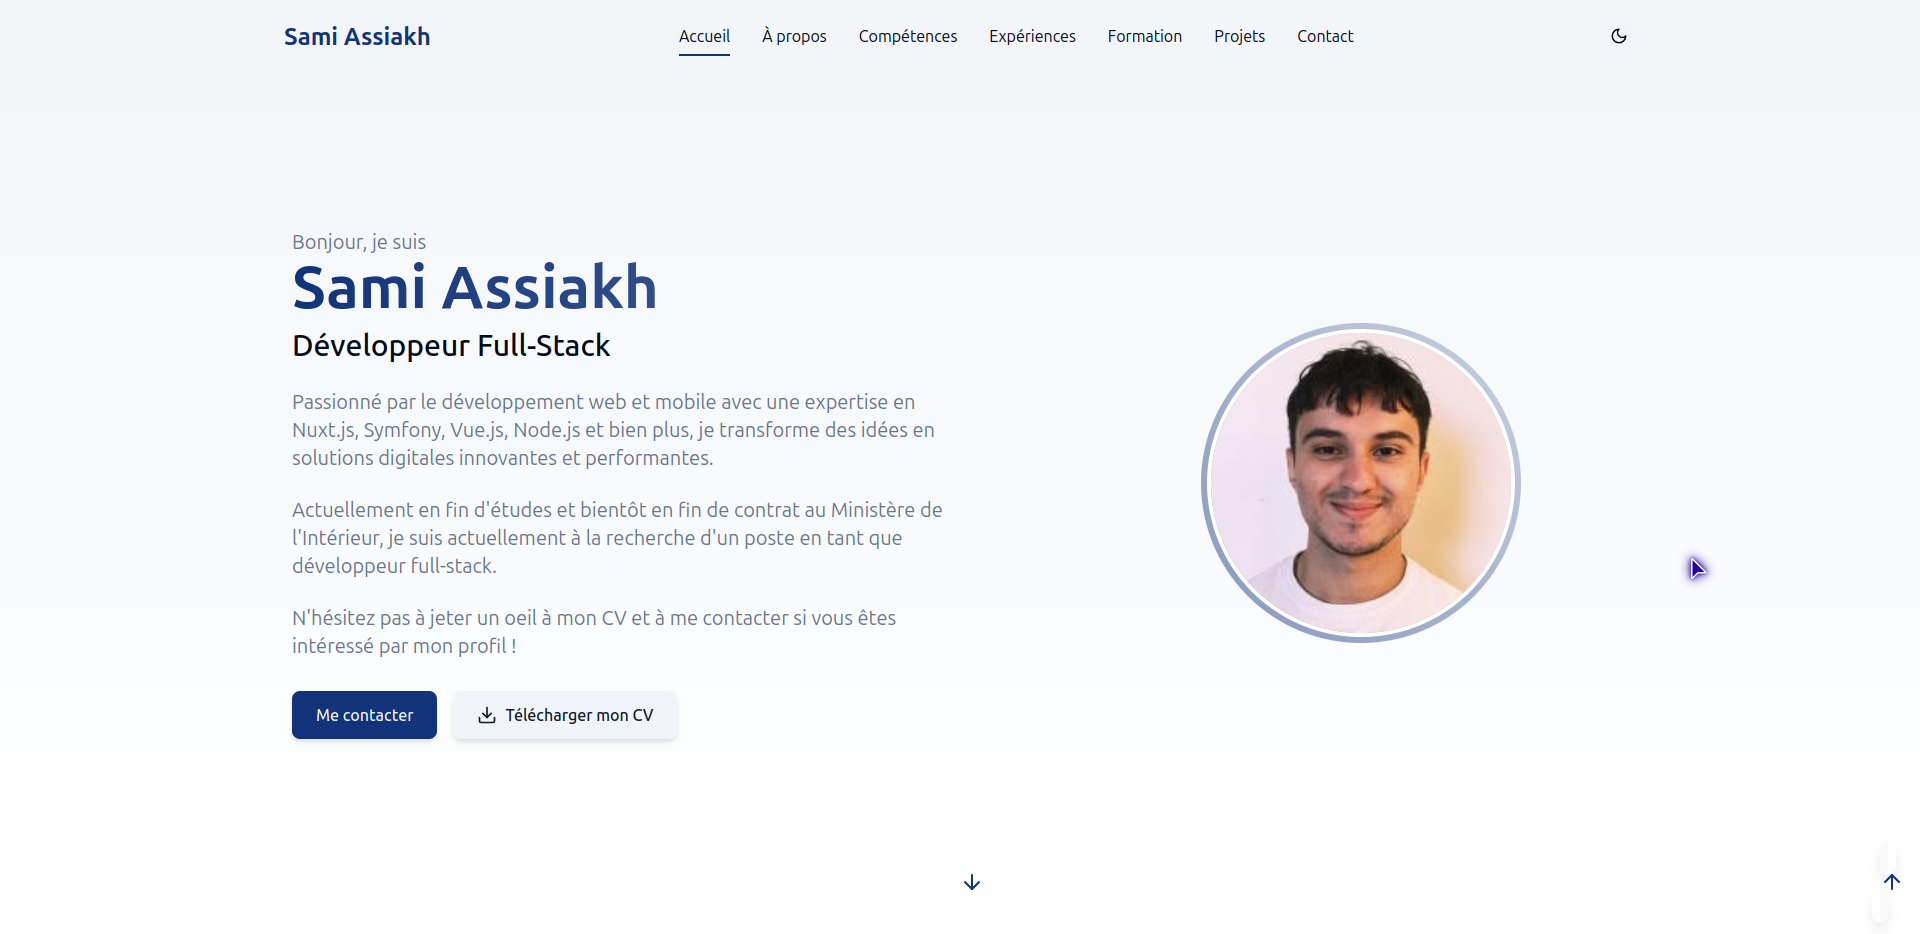 Sami Assiakh
Accueil À propos Compétences Expériences Formation Projets Contact
Bonjour, je suis
Sami Assiakh
Développeur Full-Stack
Passionné par le développement web et mobile avec une expertise en
Nuxt.js, Symfony, Vue.js, Node.js et bien plus, je transforme des idées en
solutions digitales innovantes et performantes.
Actuellement en fin d'études et bientôt en fin de contrat au Ministère de
l'Intérieur, je suis actuellement à la recherche d'un poste en tant que
développeur full-stack.
N'hésitez pas à jeter un oeil à mon CV et à me contacter si vous êtes
intéressé par mon profil !
Me contacter Télécharger mon CV